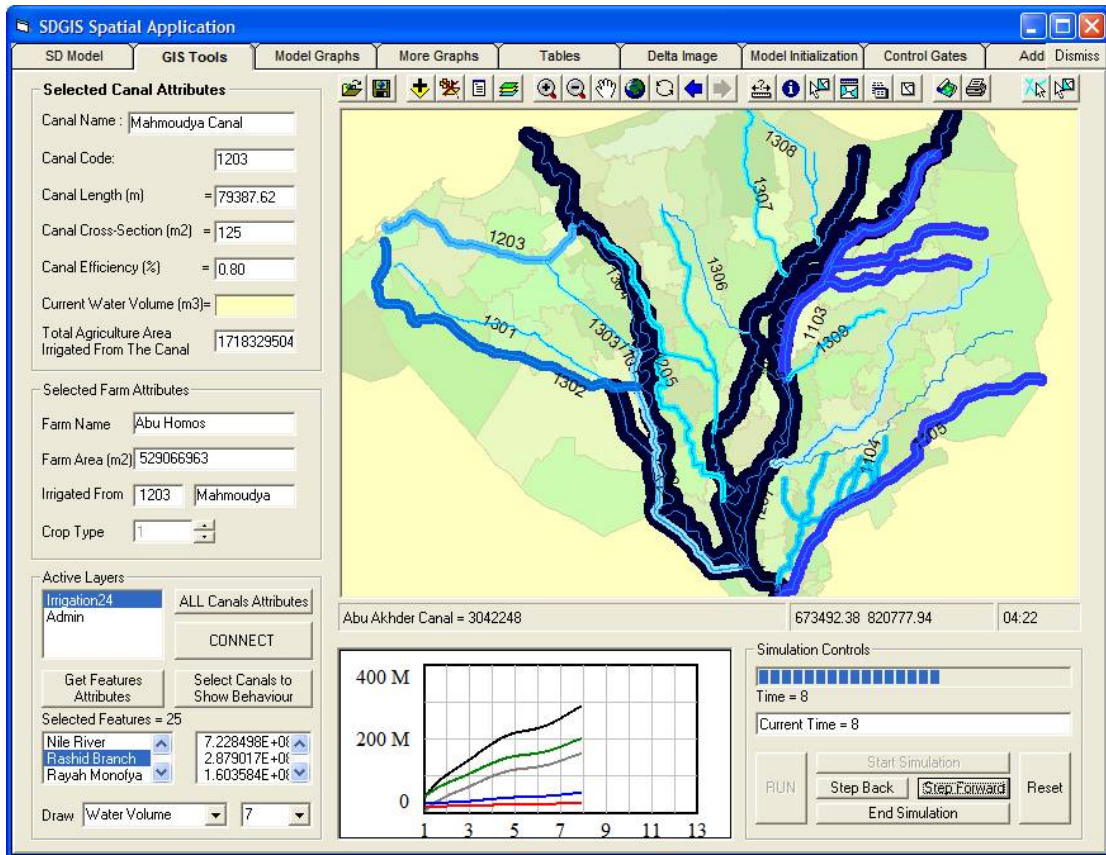 SDGIS Spatial Application
SD Model GIS Tools Model Graphs More Graphs Tables Delta Image Model Initialization Control Gates Add Dismiss
Selected Canal Attributes
Canal Name : Mahmoudya Canal
Canal Code: 1203
Canal Length (m) = 79387.62
Canal Cross-Section (m2) = 125
Canal Efficiency (%) = 0.80
Current Water Volume (m3)=
Total Agriculture Area
Irrigated From The Canal 1718329504
Selected Farm Attributes
Farm Name Abu Homos
Farm Area (m2) 529066963
Irrigated From 1203 Mahmoudya
Crop Type 1
Active Layers
Irrigation24
Admin
ALL Canals Attributes
CONNECT
Get Features
Attributes
Select Canals to
Show Behaviour
Selected Features = 25
Nile River 7.228498E+08
Rashid Branch 2.879017E+08
Rayah Monofya 1.603584E+08
Draw Water Volume 7
1308
1307
1203
1306
1301
1303
1302
1103
1309
1205
1104
1105
Abu Akhder Canal = 3042248 673492.38 820777.94 04:22
400 M
200 M
0
1 3 5 7 9 11 13
Simulation Controls
Time = 8
Current Time = 8
RUN
Start Simulation
Step Back Step Forward
End Simulation
Reset